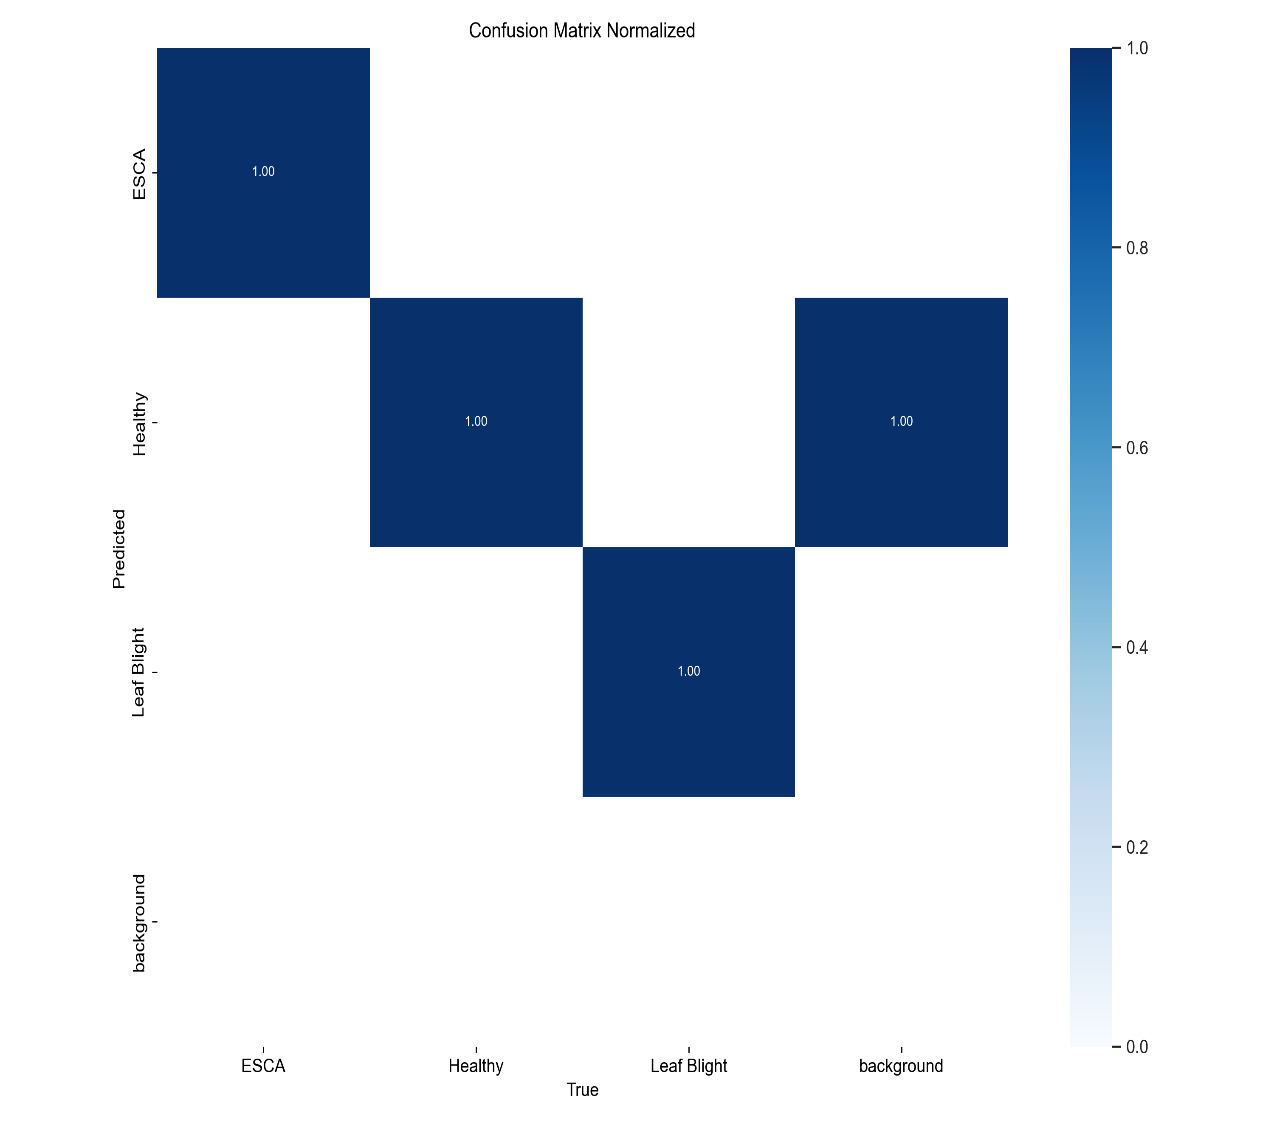 Confusion Matrix Normalized
ESCA
Healthy
Leaf Blight
background
Predicted
1.00
1.00
1.00
1.00
ESCA
Healthy
Leaf Blight
background
True
1.0
0.8
0.6
0.4
0.2
0.0